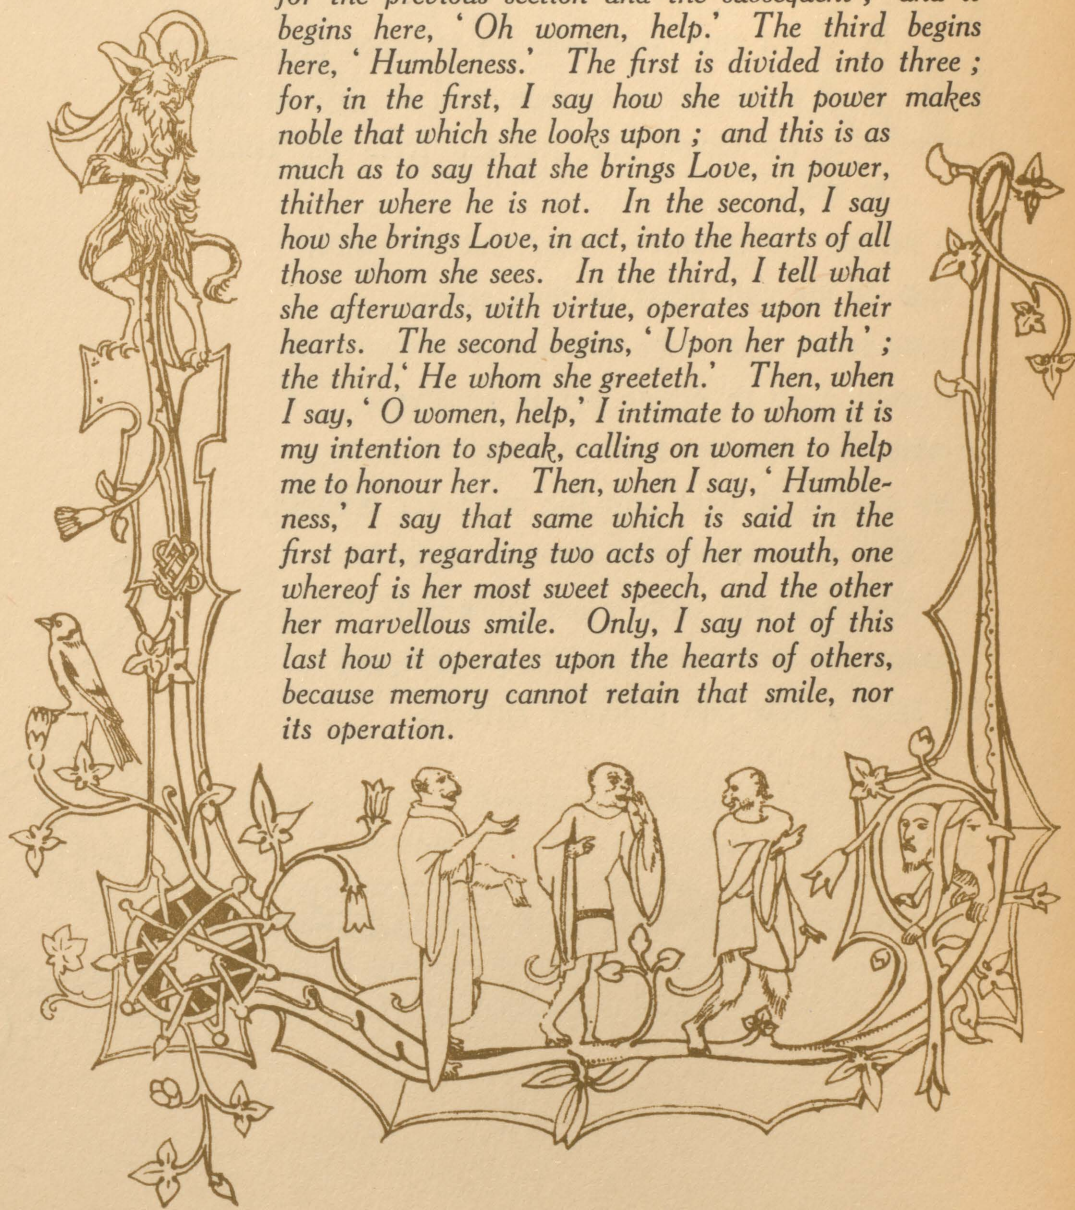 for the previous section and the subsequent ; and it
begins here, ‘ Oh women, help.’ The third begins
here, ‘ Humbleness.’ The first is divided into three ;
for, in the first, I say how she with power makes
noble that which she looks upon ; and this is as
much as to say that she brings Love, in power,
thither where he is not. In the second, I say
how she brings Love, in act, into the hearts of all
those whom she sees. In the third, I tell what
she afterwards, with virtue, operates upon their
hearts. The second begins, ‘ Upon her path ’ ;
the third,‘ He whom she greeteth.’ Then, when
I say, ‘ O women, help,’ I intimate to whom it is
my intention to speak, calling on women to help
me to honour her. Then, when I say, ‘ Humble-
ness,’ I say that same which is said in the
first part, regarding two acts of her mouth, one
whereof is her most sweet speech, and the other
her marvellous smile. Only, I say not of this
last how it operates upon the hearts of others,
because memory cannot retain that smile, nor
its operation.